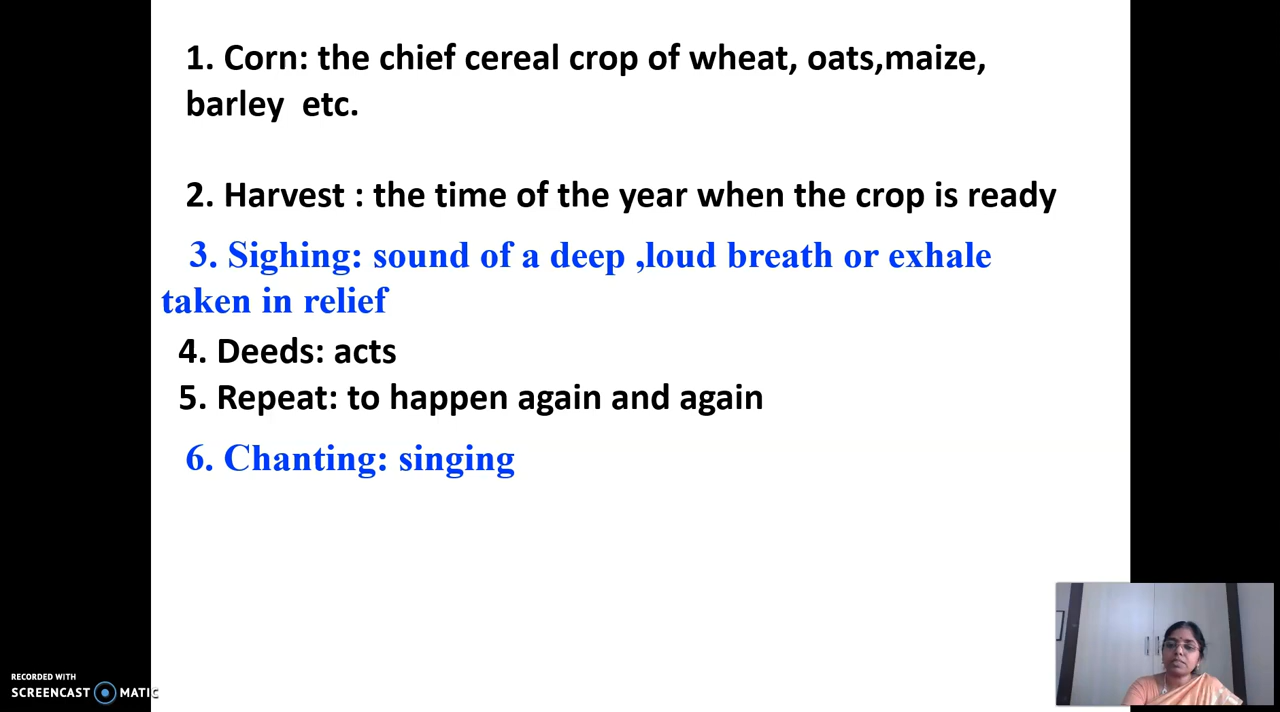 1. Corn: the chief cereal crop of wheat, oats,maize,
barley  etc.
2. Harvest : the time of the year when the crop is ready
3. Sighing: sound of a deep ,loud breath or exhale
taken in relief
4. Deeds: acts
5. Repeat: to happen again and again
6. Chanting: singing
RECORDED WITH
SCREENCAST MATIC